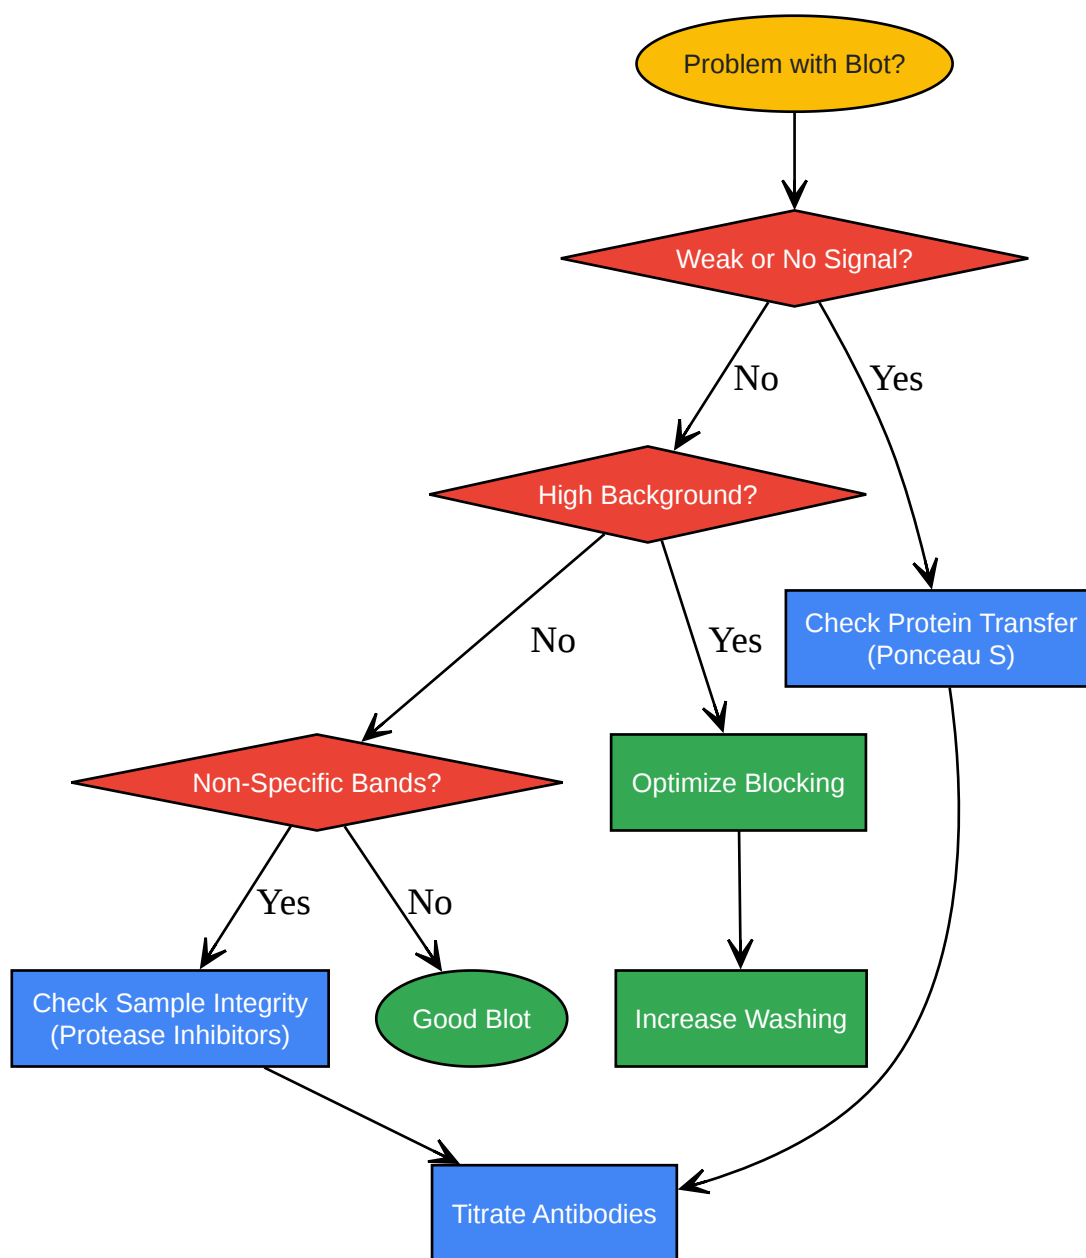 Problem with Blot?
Weak or No Signal?
No
Yes
High Background?
No
Yes
Check Protein Transfer
(Ponceau S)
Non-Specific Bands?
Optimize Blocking
Yes
No
Check Sample Integrity
(Protease Inhibitors)
Good Blot
Increase Washing
Titrate Antibodies